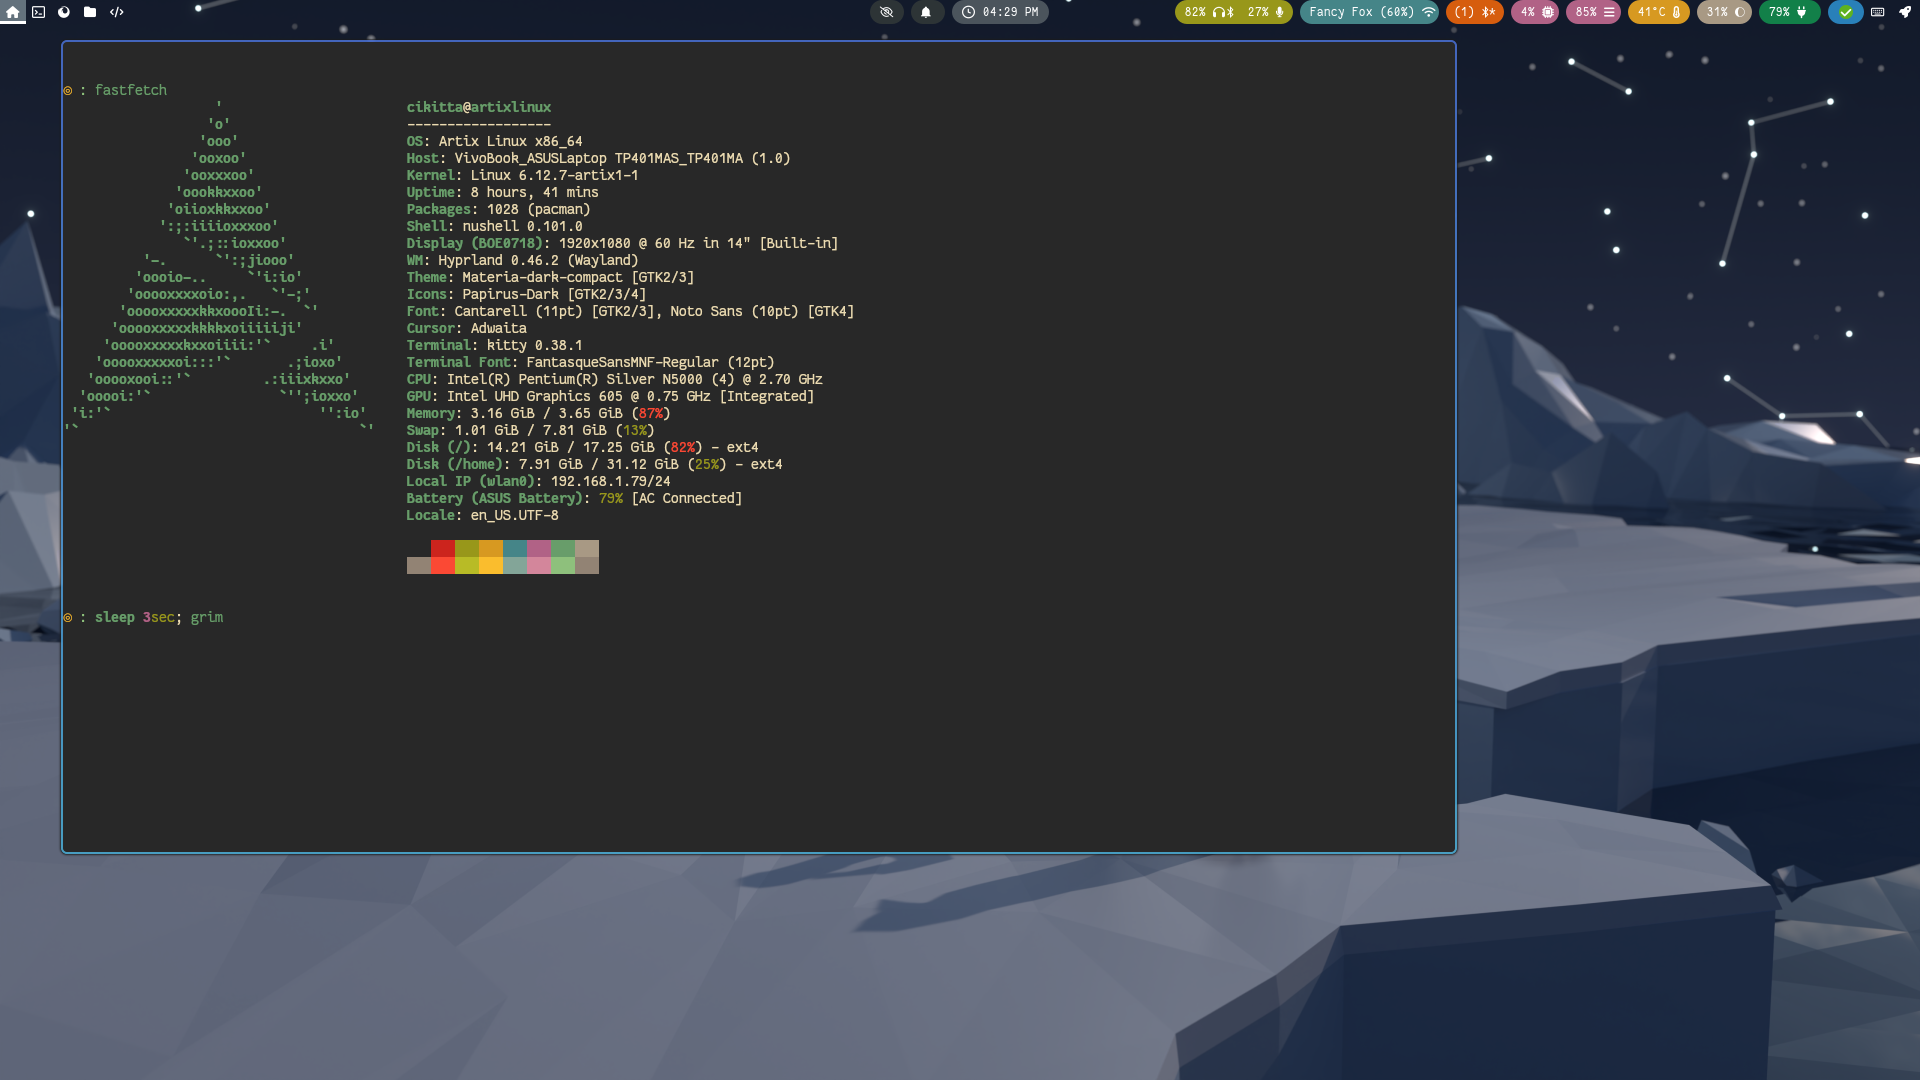 04:29 PM 82% 27% Fancy Fox (60%) (1) 4% 85% 41°C 31% 79%
◎ : fastfetch
'
'o'
'ooo'
'ooxoo'
'ooxxxoo'
'oookkxxoo'
'oiioxkkxxoo'
':;:iiiioxxxoo'
`'.;::ioxxoo'
'-. `':;jiooo'
'oooio-.. `'i:io'
'ooooxxxxoio:,. `'-;'
'ooooxxxxxkkxoooIi:-. `'
'ooooxxxxxkkkkxoiiiiiji'
'ooooxxxxxkxxoiiii:'` .i'
'ooooxxxxxoi:::'` .;ioxo'
'ooooxooi::'` .:iiixkxxo'
'ooooi:'` `'';ioxxo'
'i:'` '':io'
'` `'
cikitta@artixlinux
------------------
OS: Artix Linux x86_64
Host: VivoBook_ASUSLaptop TP401MAS_TP401MA (1.0)
Kernel: Linux 6.12.7-artix1-1
Uptime: 8 hours, 41 mins
Packages: 1028 (pacman)
Shell: nushell 0.101.0
Display (BOE0718): 1920x1080 @ 60 Hz in 14" [Built-in]
WM: Hyprland 0.46.2 (Wayland)
Theme: Materia-dark-compact [GTK2/3]
Icons: Papirus-Dark [GTK2/3/4]
Font: Cantarell (11pt) [GTK2/3], Noto Sans (10pt) [GTK4]
Cursor: Adwaita
Terminal: kitty 0.38.1
Terminal Font: FantasqueSansMNF-Regular (12pt)
CPU: Intel(R) Pentium(R) Silver N5000 (4) @ 2.70 GHz
GPU: Intel UHD Graphics 605 @ 0.75 GHz [Integrated]
Memory: 3.16 GiB / 3.65 GiB (87%)
Swap: 1.01 GiB / 7.81 GiB (13%)
Disk (/): 14.21 GiB / 17.25 GiB (82%) - ext4
Disk (/home): 7.91 GiB / 31.12 GiB (25%) - ext4
Local IP (wlan0): 192.168.1.79/24
Battery (ASUS Battery): 79% [AC Connected]
Locale: en_US.UTF-8
◎ : sleep 3sec; grim